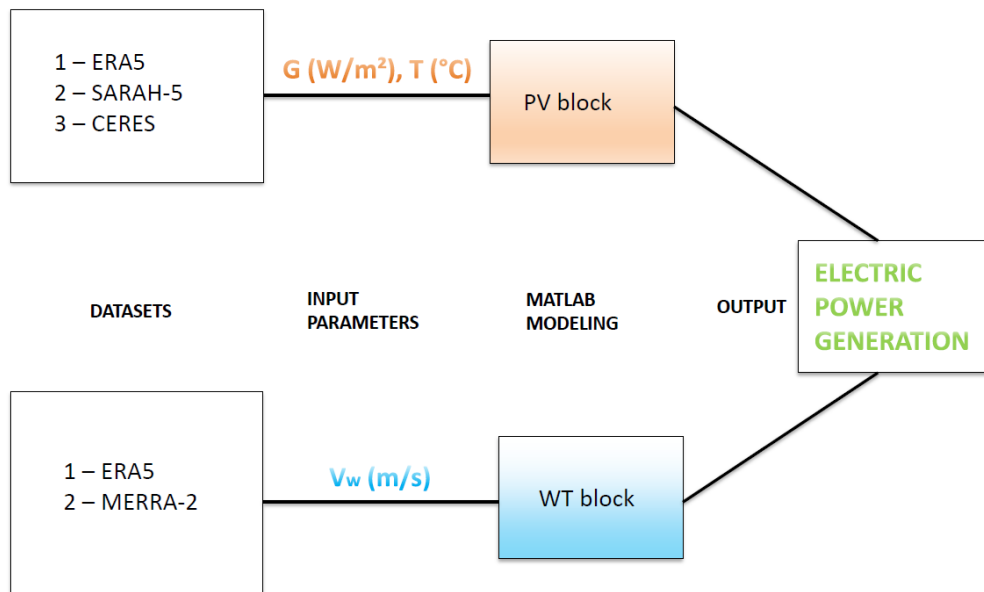 1 – ERA5
2 – SARAH-5
3 – CERES
G (W/m²), T (°C)
PV block
DATASETS
INPUT
PARAMETERS
MATLAB
MODELING
OUTPUT
ELECTRIC
POWER
GENERATION
1 – ERA5
2 – MERRA-2
Vw (m/s)
WT block